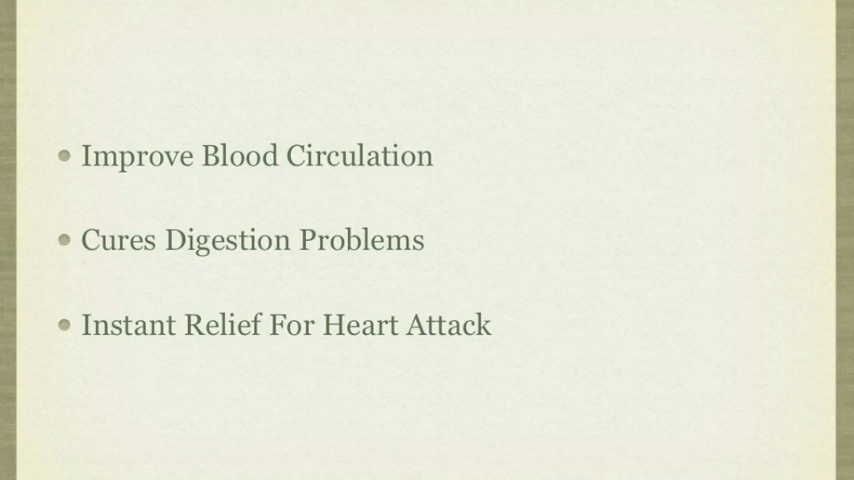 Improve Blood Circulation
Cures Digestion Problems
Instant Relief For Heart Attack